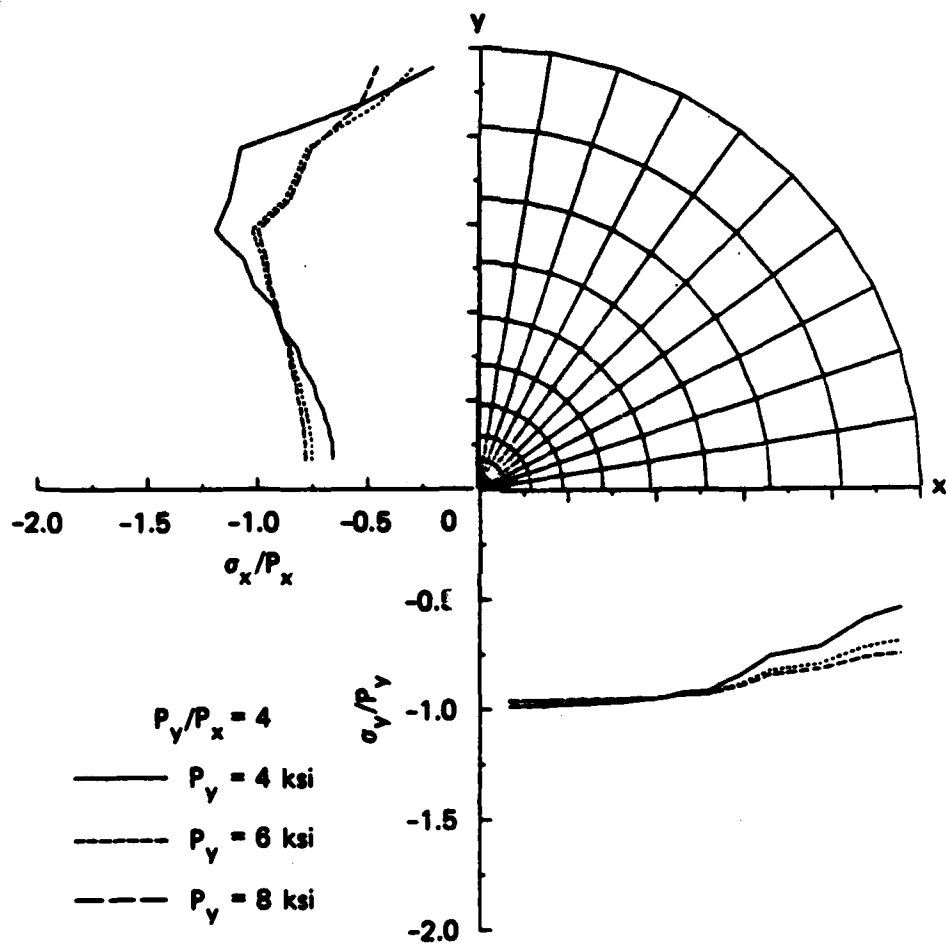 y
x
-2.0 -1.5 -1.0 -0.5 0
σx/Px
-1.0
-1.5
-2.0
σy/Py
Py/Px = 4
Py = 4 ksi
Py = 6 ksi
Py = 8 ksi